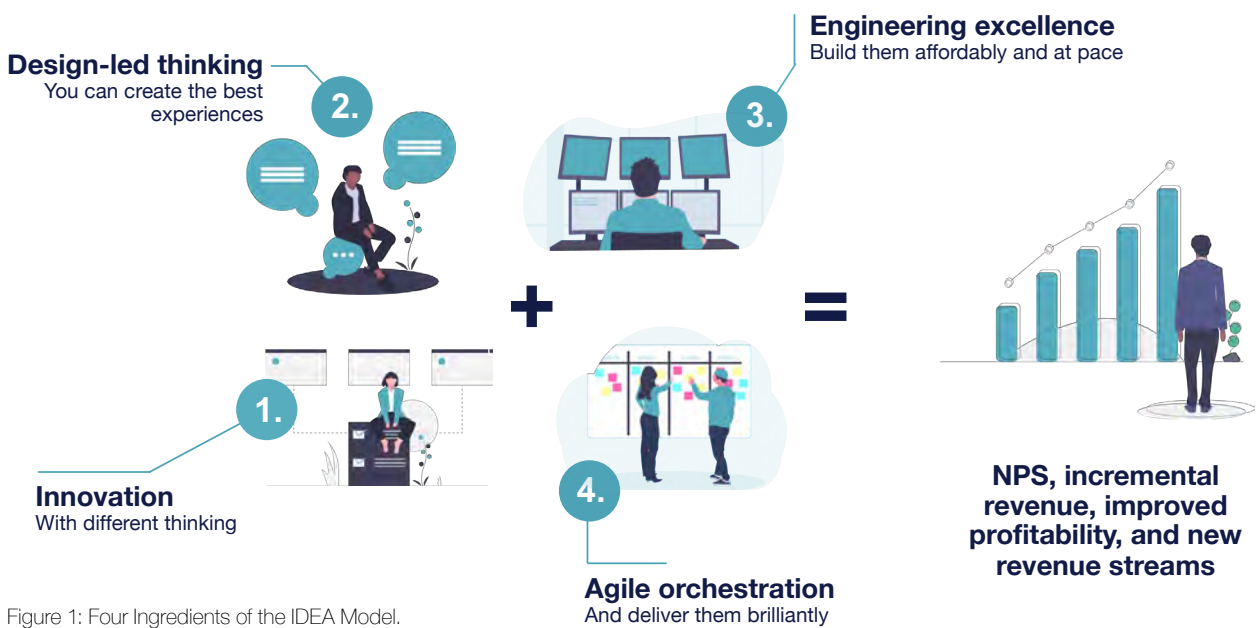 Design-led thinking
You can create the best
experiences
2.
Engineering excellence
Build them affordably and at pace
3.
1.
Innovation
With different thinking
4.
Agile orchestration
And deliver them brilliantly
+
=
NPS, incremental
revenue, improved
profitability, and new
revenue streams
Figure 1: Four Ingredients of the IDEA Model.